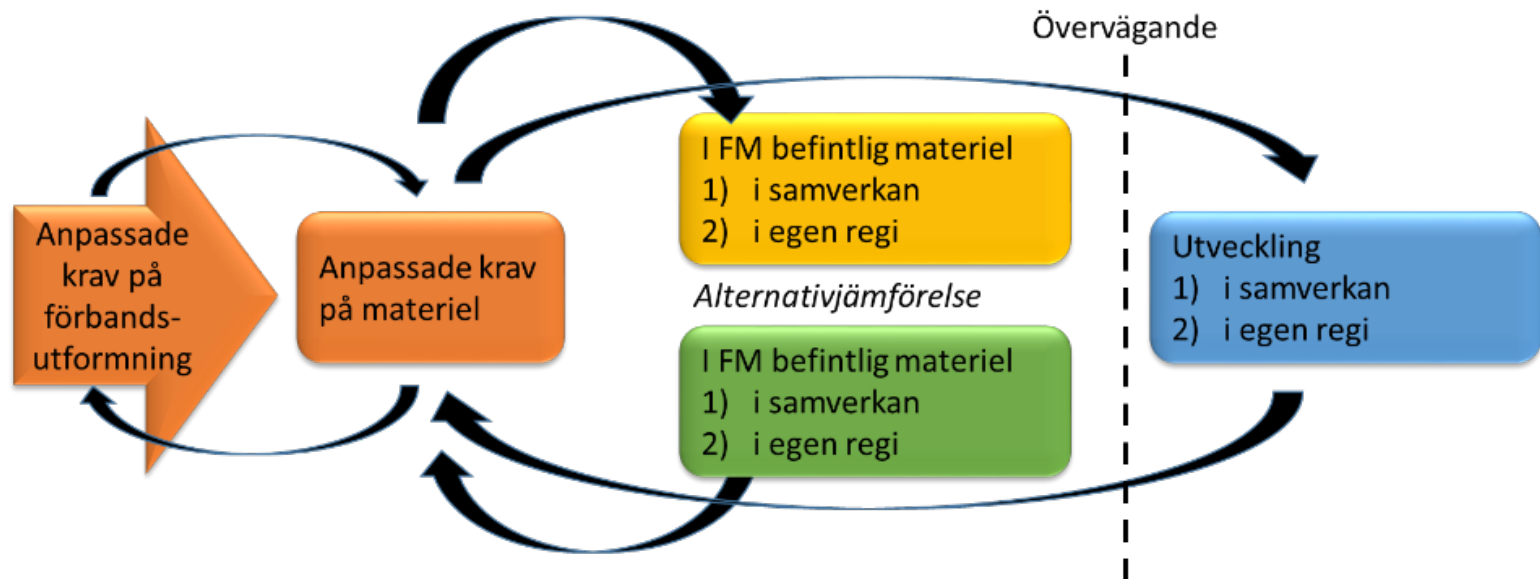 Övervägande
Anpassade
krav på
förbands-
utformning
Anpassade krav
på materiel
I FM befintlig materiel
1) i samverkan
2) i egen regi
Alternativjämförelse
I FM befintlig materiel
1) i samverkan
2) i egen regi
Utveckling
1) i samverkan
2) i egen regi